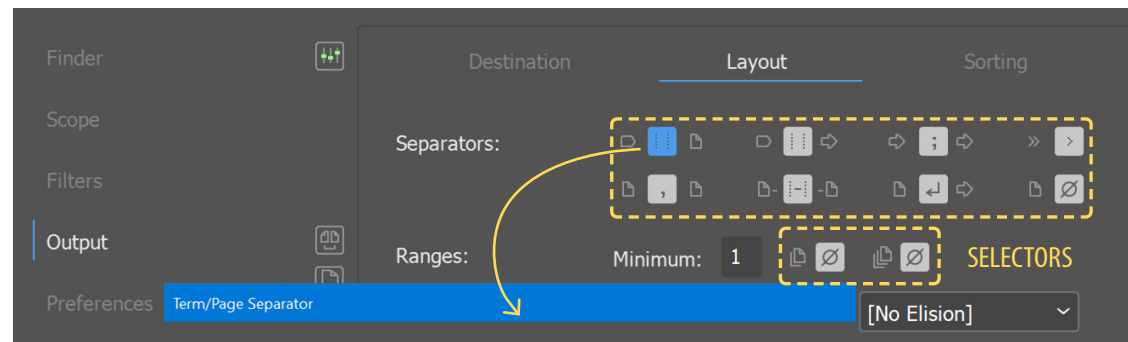 Finder
Destination Layout Sorting
Scope
Separators:
;
>
Filters
,
-
-
-
Output
Ranges: Minimum: 1 SELECTORS
Preferences
Term/Page Separator
[No Elision]